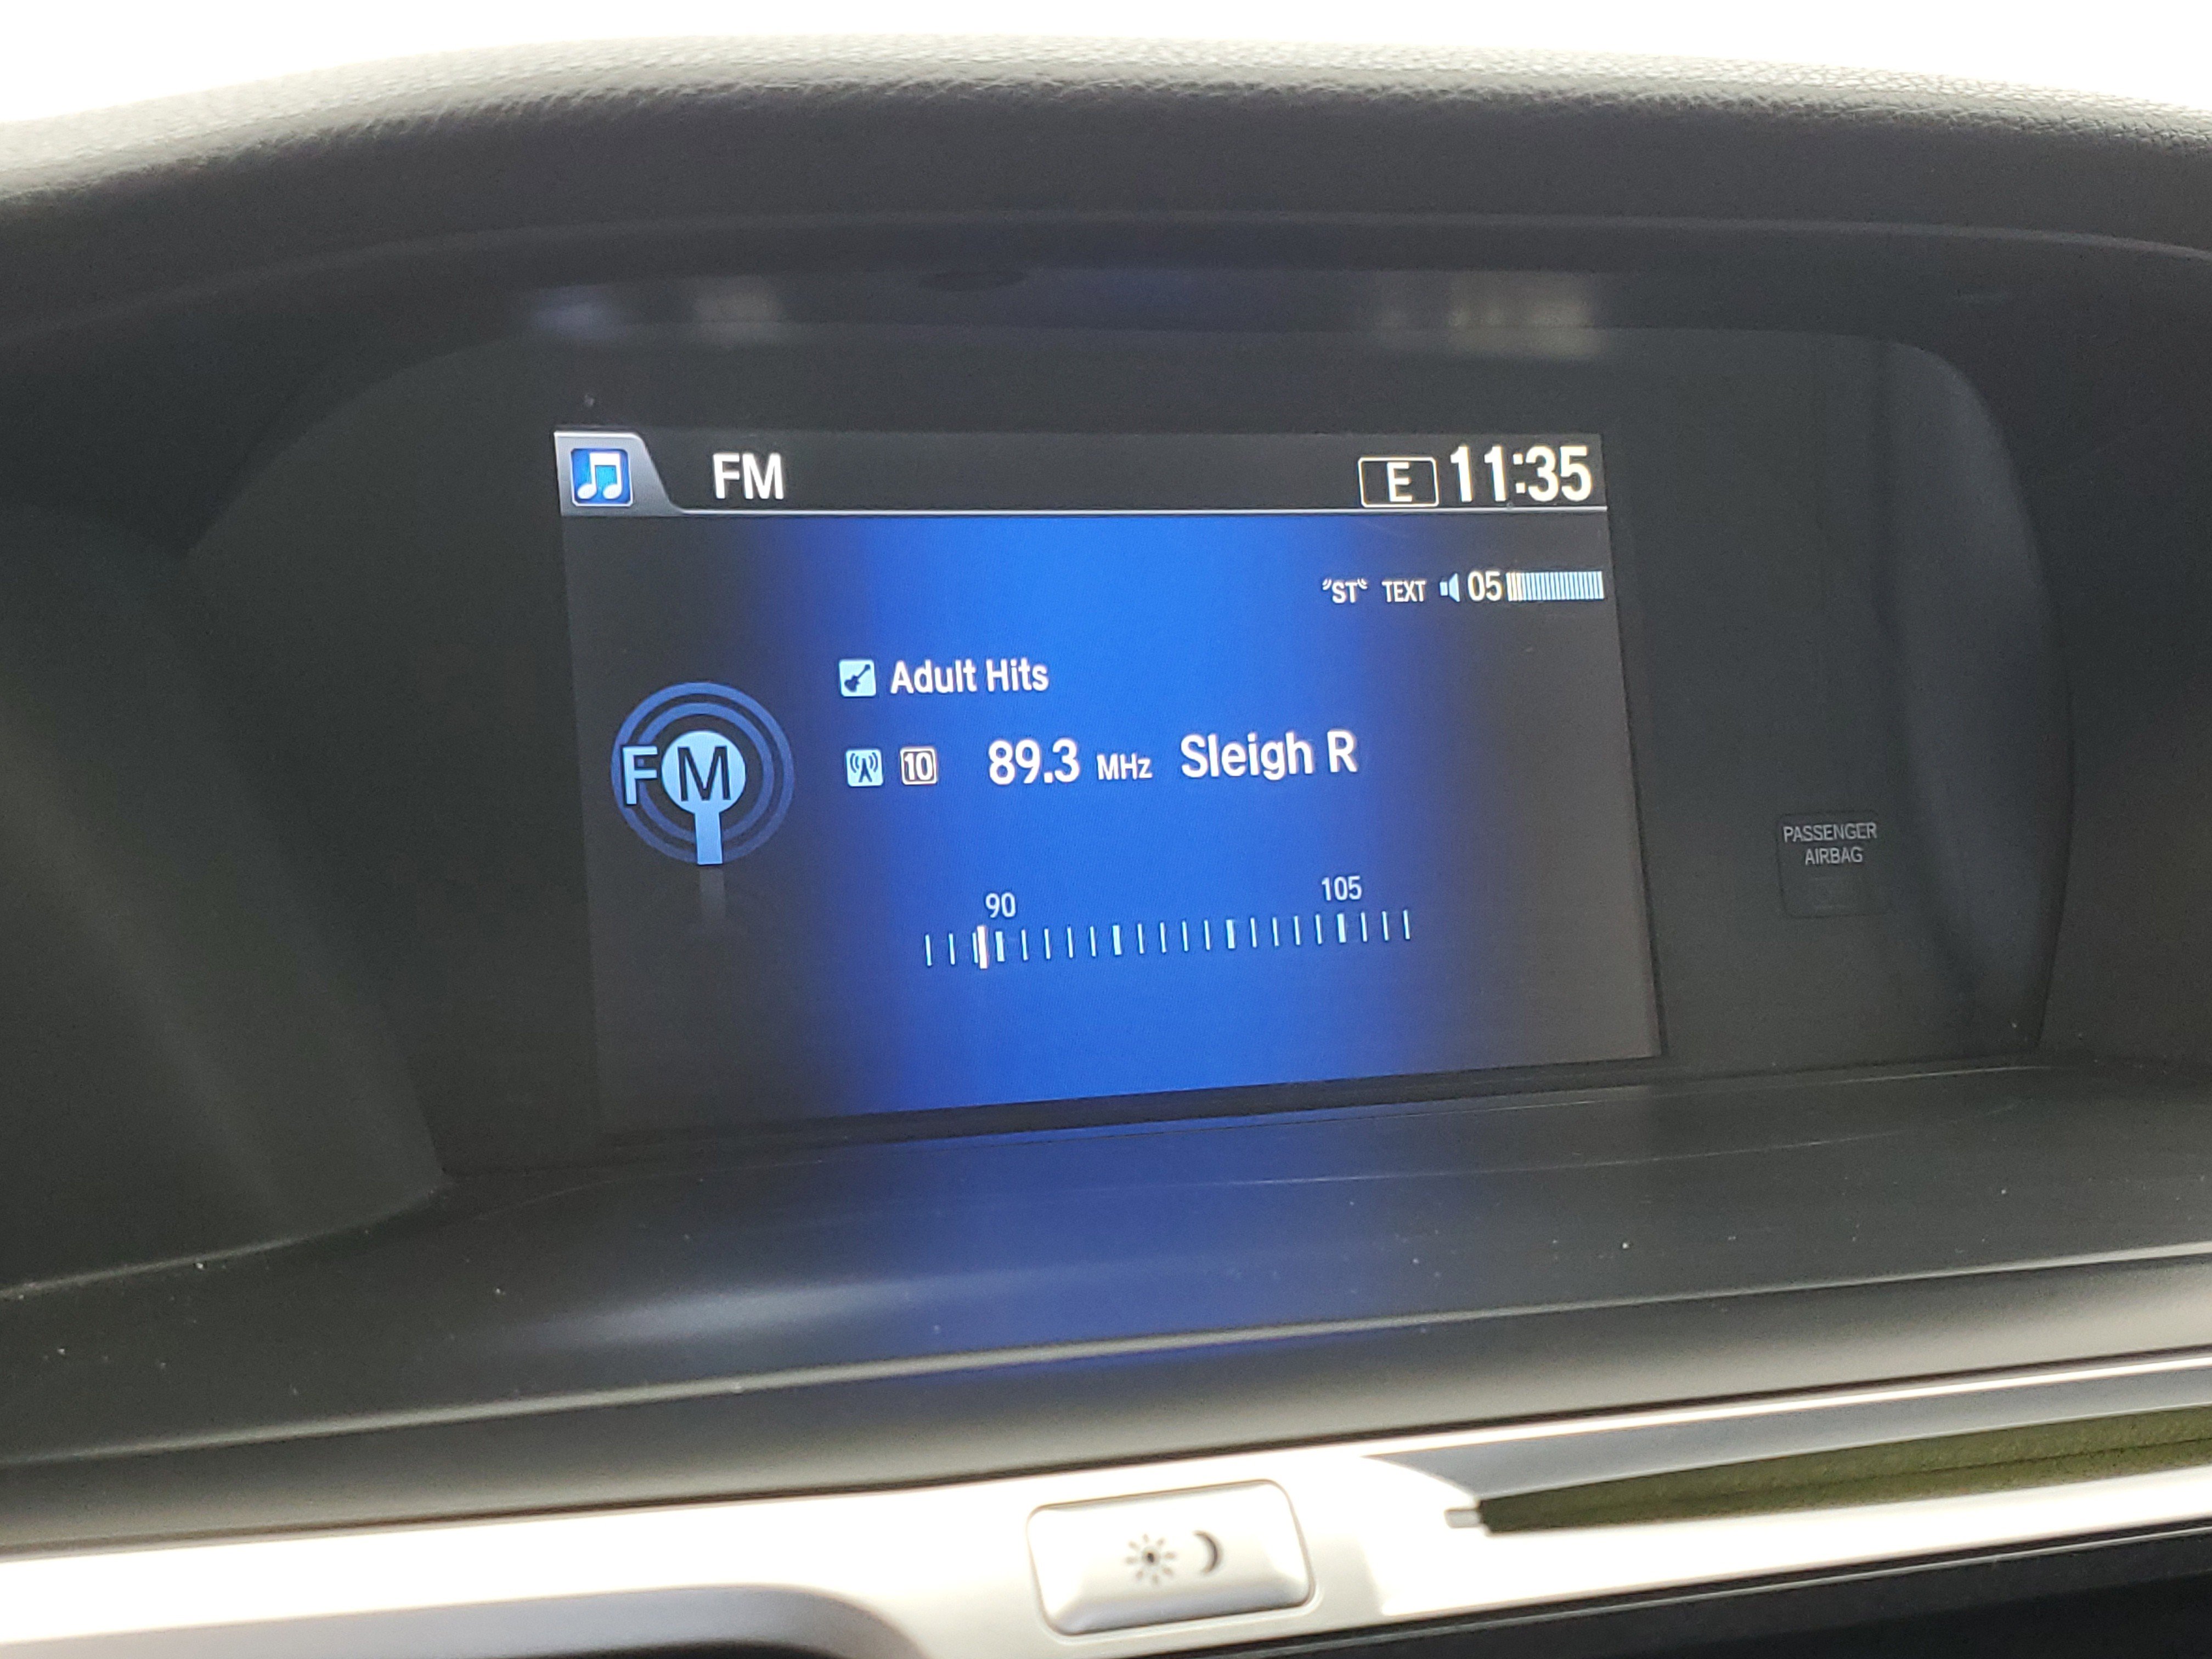 FM E 11:35
"ST" TEXT 05
Adult Hits
FM 10 89.3 MHz Sleigh R
90 105
PASSENGER
AIRBAG